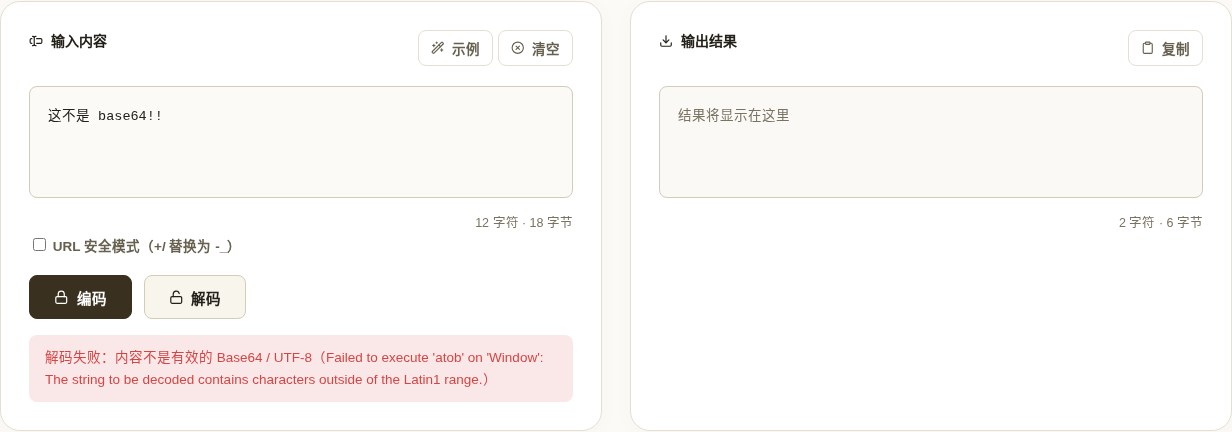 输入内容
示例
清空
这不是 base64!!
12 字符 · 18 字节
URL 安全模式（+/ 替换为 -_）
编码
解码
解码失败：内容不是有效的 Base64 / UTF-8（Failed to execute 'atob' on 'Window':
The string to be decoded contains characters outside of the Latin1 range.）
输出结果
复制
结果将显示在这里
2 字符 · 6 字节